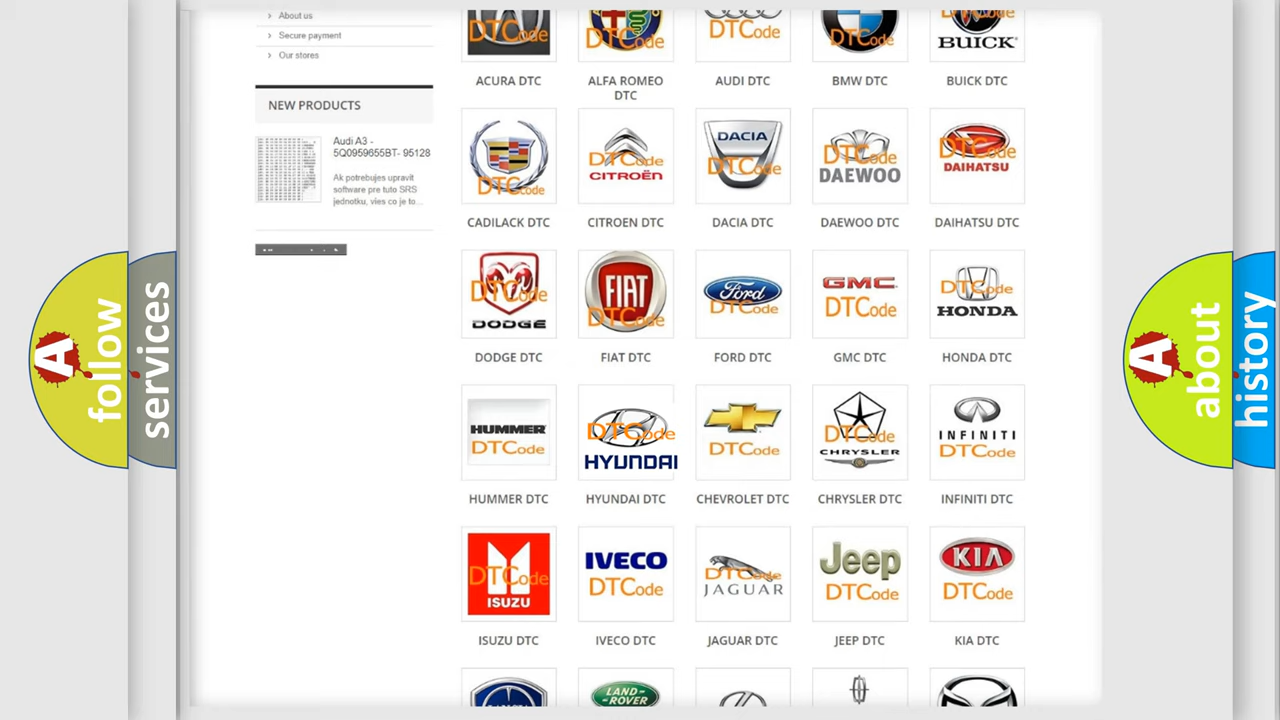 About us
Secure payment
Our stores
NEW PRODUCTS
Audi A3 -
5Q0959655BT- 95128
Ak potrebujes upravit
software pre tuto SRS
jednotku, vies co je to...
DTCode DTCode DTCode DTCode BUICK
ACURA DTC
ALFA ROMEO
DTC
AUDI DTC
BMW DTC
BUICK DTC
DTCode
DTCode
CITROËN
DACIA
DTCode
DTCode
DAEWOO
DTCode
DAIHATSU
CADILACK DTC
CITROEN DTC
DACIA DTC
DAEWOO DTC
DAIHATSU DTC
DTCode
DODGE
FIAT
DTCode
Ford
DTCode
GMC
DTCode
DTCode
HONDA
DODGE DTC
FIAT DTC
FORD DTC
GMC DTC
HONDA DTC
HUMMER
DTCode
DTCode
HYUNDAI
DTCode
DTCode
CHRYSLER
INFINITI
DTCode
HUMMER DTC
HYUNDAI DTC
CHEVROLET DTC
CHRYSLER DTC
INFINITI DTC
DTCode
ISUZU
IVECO
DTCode
DTCode
JAGUAR
Jeep
DTCode
KIA
DTCode
ISUZU DTC
IVECO DTC
JAGUAR DTC
JEEP DTC
KIA DTC
LAND-
ROVER
A
follow
services
A
about
history